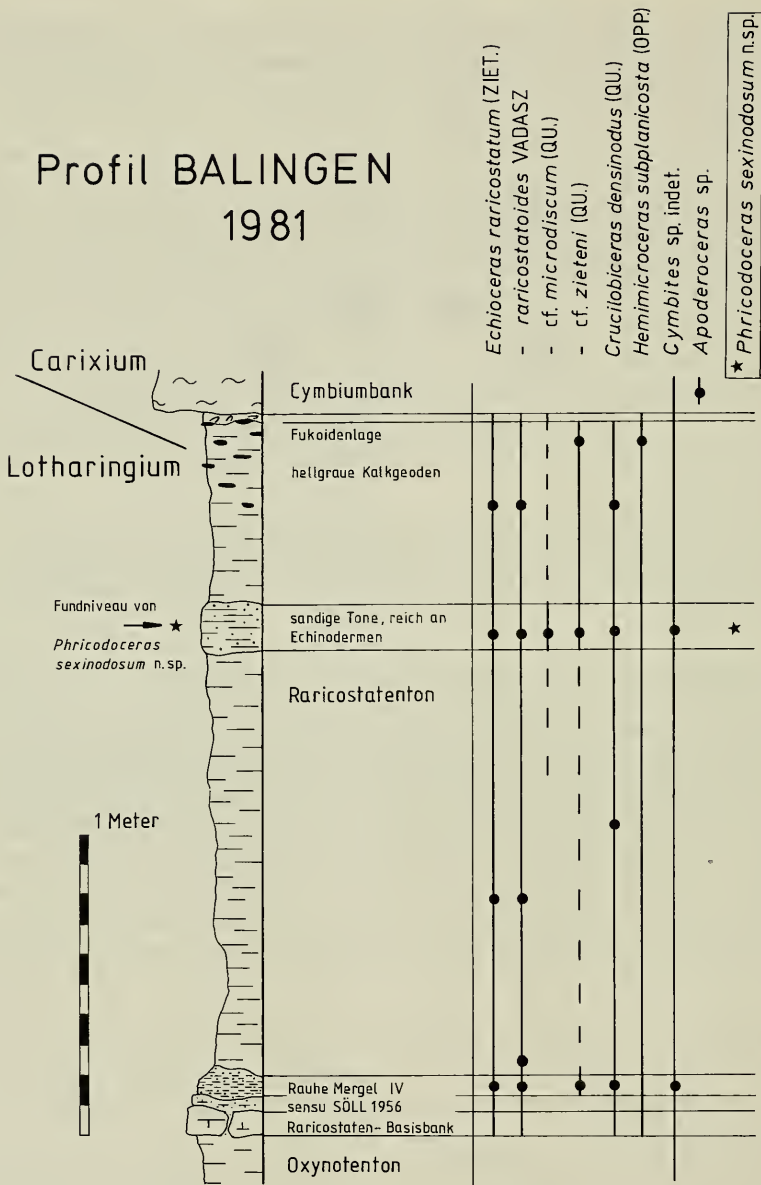 Profil BALINGEN
1981
Echioceras raricostatum (ZIET.)
- raricostatoides VADASZ
- cf. microdiscum (QU.)
- cf. zieteni (QU.)
Crucilobiceras densinodus (QU.)
Hemimicroceras subplanicosta (OPP.)
Cymbites sp. indet.
Apoderoceras sp.
★ Phricodoceras sexinodosum n.sp.
Carixium
Lotharingium
Cymbiumbank
Fukoidenlage
hellgraue Kalkgeoden
Fundniveau von
Phricodoceras
sexinodosum n. sp.
sandige Tone, reich an
Echinodermen
Raricostatenton
1 Meter
Rauhe Mergel IV
sensu SÖLL 1956
Raricostaten-Basisbank
Oxynotenton